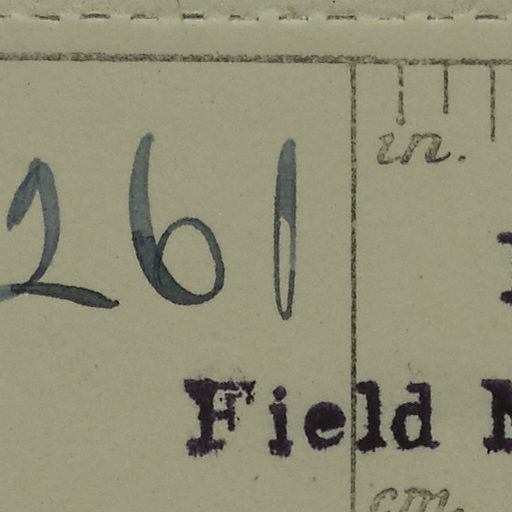 261
in.
Field
cm.